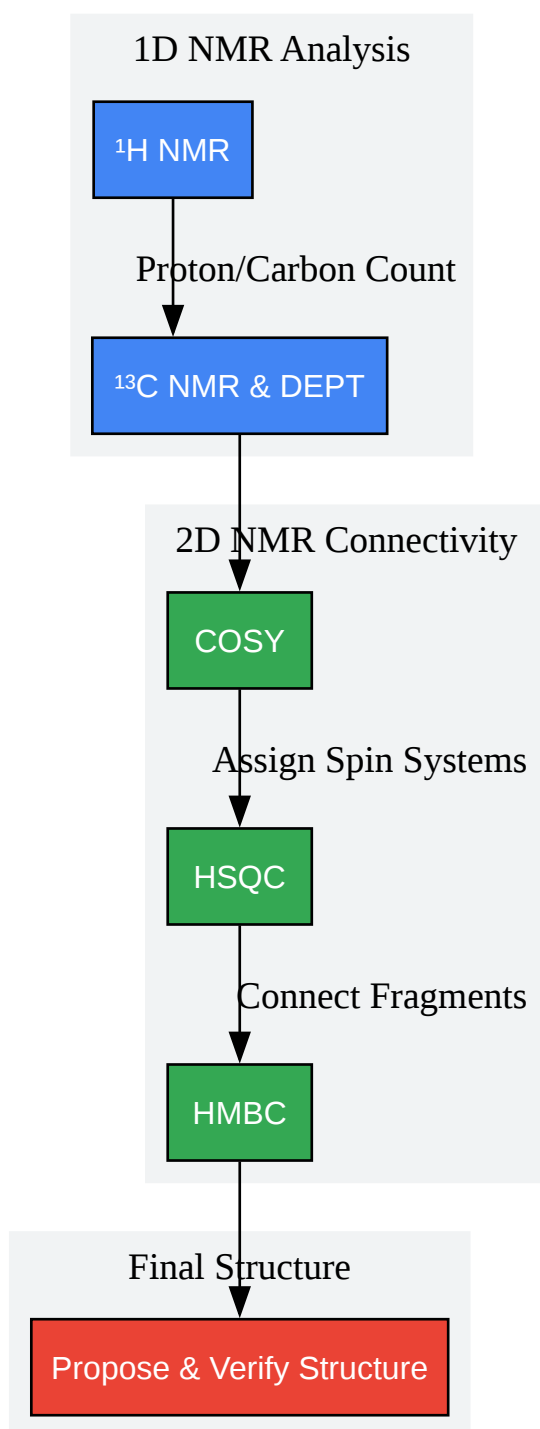 1D NMR Analysis
¹H NMR
Proton/Carbon Count
¹³C NMR & DEPT
2D NMR Connectivity
COSY
Assign Spin Systems
HSQC
Connect Fragments
HMBC
Final Structure
Propose & Verify Structure